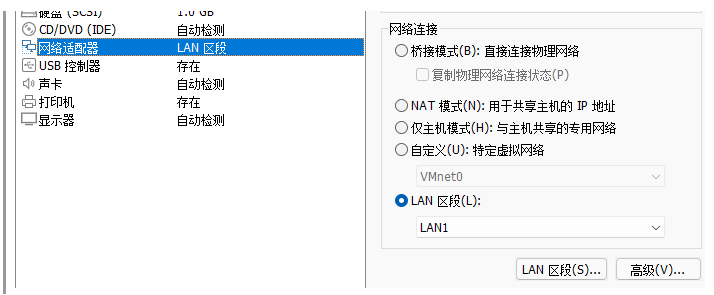 硬盘 (SCSI) 1.0 GB
CD/DVD (IDE) 自动检测
网络适配器 LAN 区段
USB 控制器 存在
声卡 自动检测
打印机 存在
显示器 自动检测
网络连接
桥接模式(B): 直接连接物理网络
复制物理网络连接状态(P)
NAT 模式(N): 用于共享主机的 IP 地址
仅主机模式(H): 与主机共享的专用网络
自定义(U): 特定虚拟网络
VMnet0
LAN 区段(L):
LAN1
LAN 区段(S)... 高级(V)...